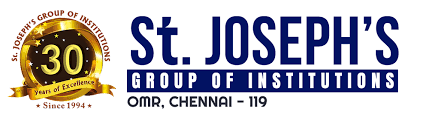 St. JOSEPH'S GROUP OF INSTITUTIONS
30
Years of Excellence
★ Since 1994 ★
St. JOSEPH'S
GROUP OF INSTITUTIONS
OMR, CHENNAI - 119